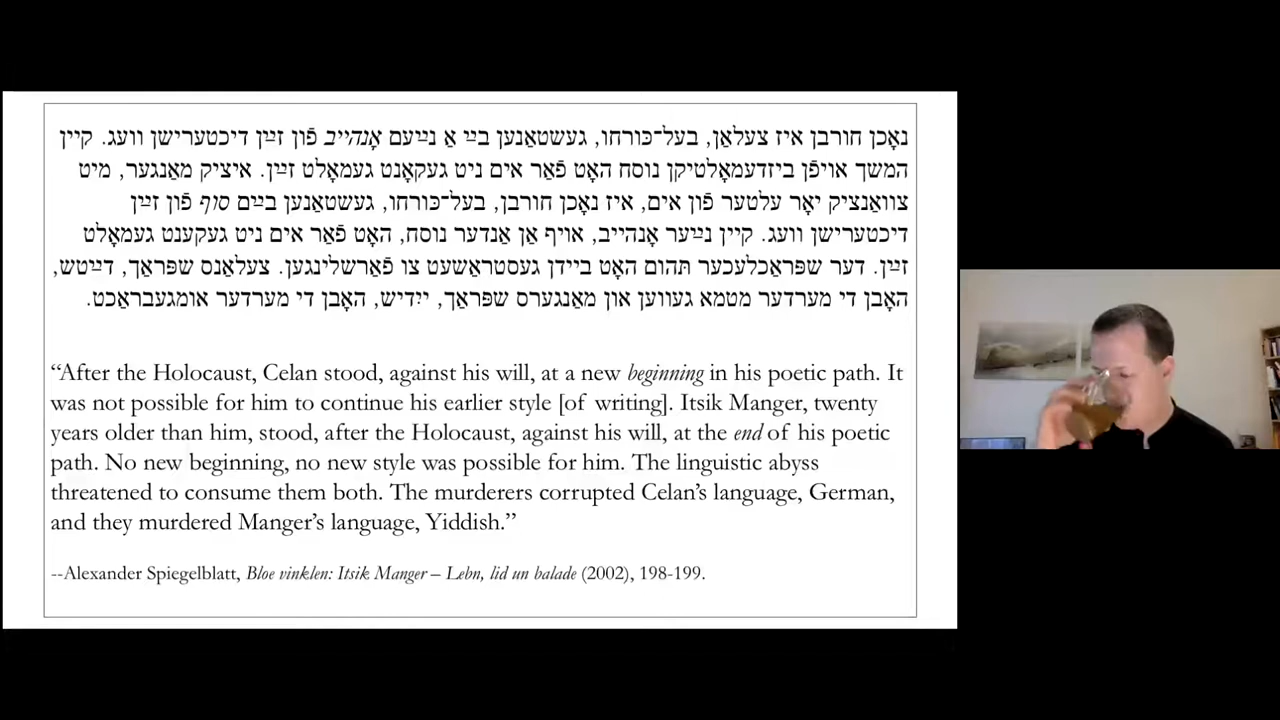 נאָכן חורבן איז צעלאַן, בעל־כּורחו, געשטאַנען בײַ אַ נײַעם אָנהייב פֿון זײַן דיכטערישן וועג. קיין
המשך אויפֿן ביזדעמאָלטיקן נוסח האָט פֿאַר אים ניט געקאָנט געמאָלט זײַן. איציק מאַנגער, מיט
צוואַנציק יאָר עלטער פֿון אים, איז נאָכן חורבן, בעל־כּורחו, געשטאַנען בײַם סוף פֿון זײַן
דיכטערישן וועג. קיין נײַער אָנהייב, אויף אַן אַנדער נוסח, האָט פֿאַר אים ניט געקענט געמאָלט
זײַן. דער שפּראַכלעכער תּהום האָט ביידן געסטראַשעט צו פֿאַרשלינגען. צעלאַנס שפּראַך, דײַטש,
האָבן די מערדער מטמא געווען און מאַנגערס שפּראַך, ייִדיש, האָבן די מערדער אומגעבראַכט.
“After the Holocaust, Celan stood, against his will, at a new beginning in his poetic path. It
was not possible for him to continue his earlier style [of writing]. Itsik Manger, twenty
years older than him, stood, after the Holocaust, against his will, at the end of his poetic
path. No new beginning, no new style was possible for him. The linguistic abyss
threatened to consume them both. The murderers corrupted Celan’s language, German,
and they murdered Manger’s language, Yiddish.”
--Alexander Spiegelblatt, Bloe vinklen: Itsik Manger – Lebn, lid un balade (2002), 198-199.